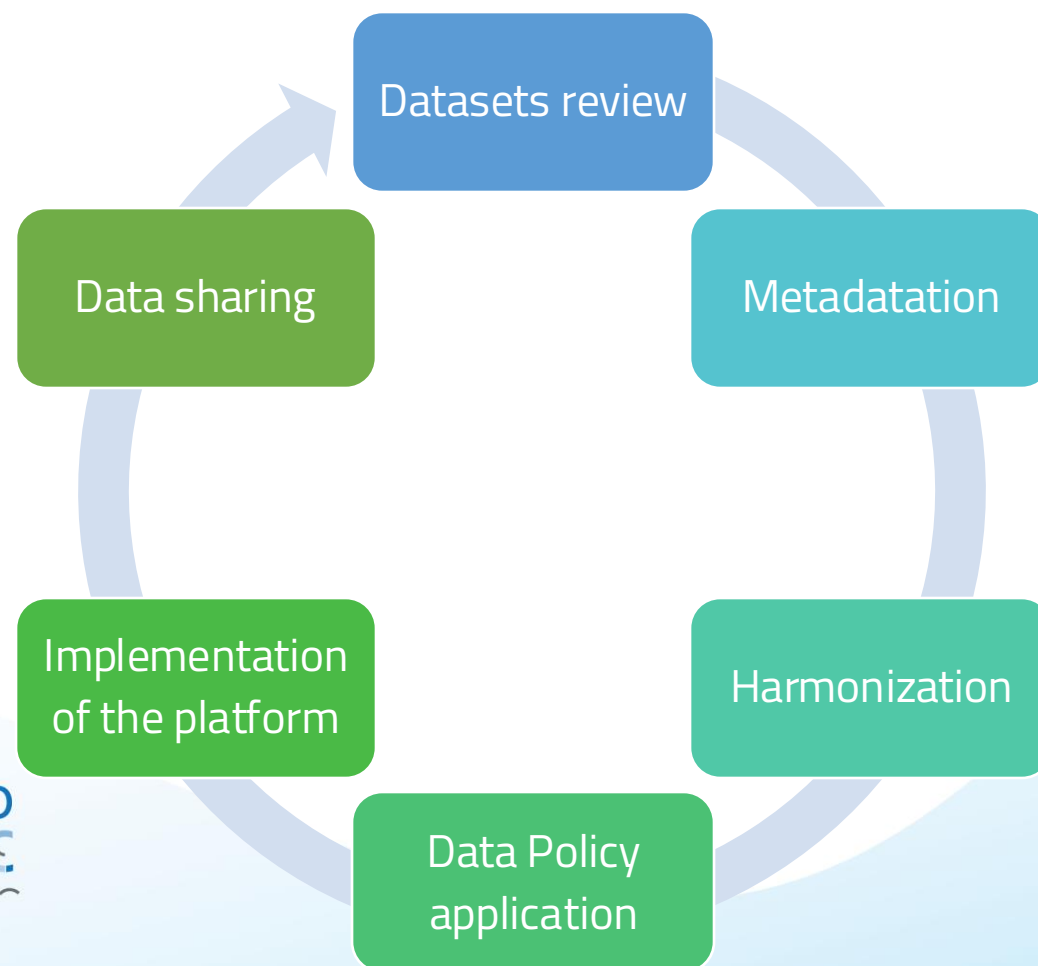 Datasets review
Data sharing
Metadatation
Implementation
of the platform
Harmonization
Data Policy
application